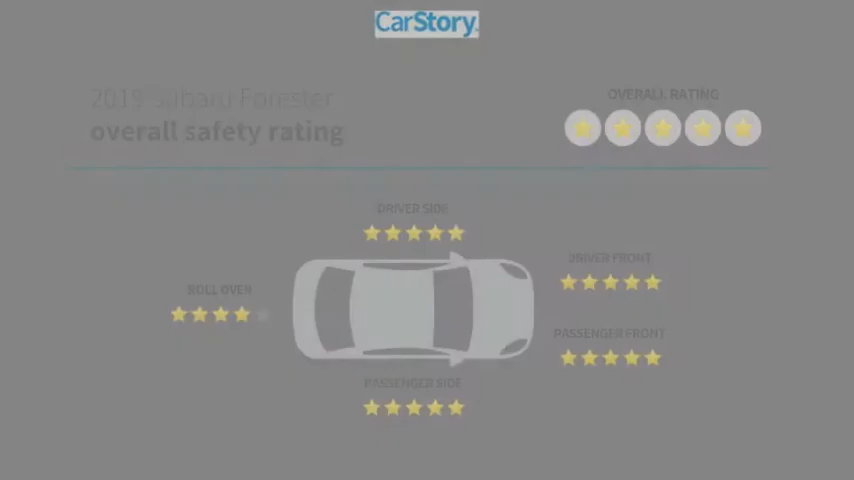 CarStory
2019 Subaru Forester
overall safety rating
OVERALL RATING
DRIVER SIDE
DRIVER FRONT
ROLL OVER
PASSENGER FRONT
PASSENGER SIDE